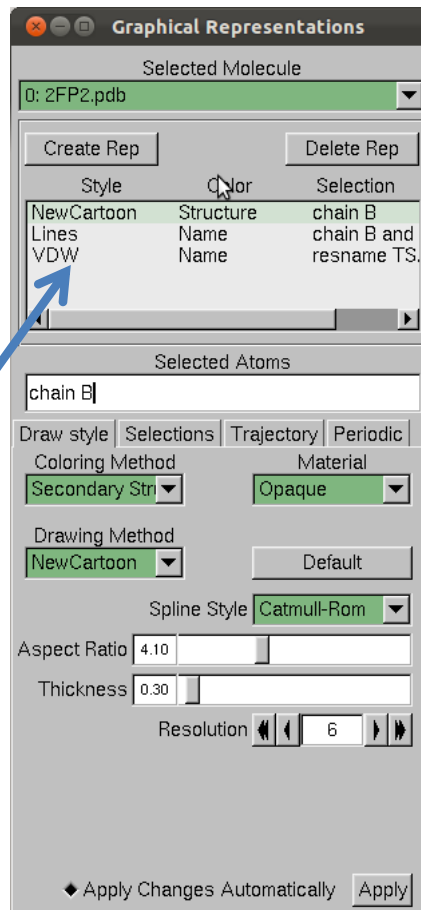 Graphical Representations
Selected Molecule
0: 2FP2.pdb
Create Rep Delete Rep
Style Color Selection
NewCartoon Structure chain B
Lines Name chain B and
VDW Name resname TS.
Selected Atoms
chain B
Draw style Selections Trajectory Periodic
Coloring Method Material
Secondary Stru Opaque
Drawing Method
NewCartoon Default
Spline Style Catmull-Rom
Aspect Ratio 4.10
Thickness 0.30
Resolution 6
Apply Changes Automatically Apply